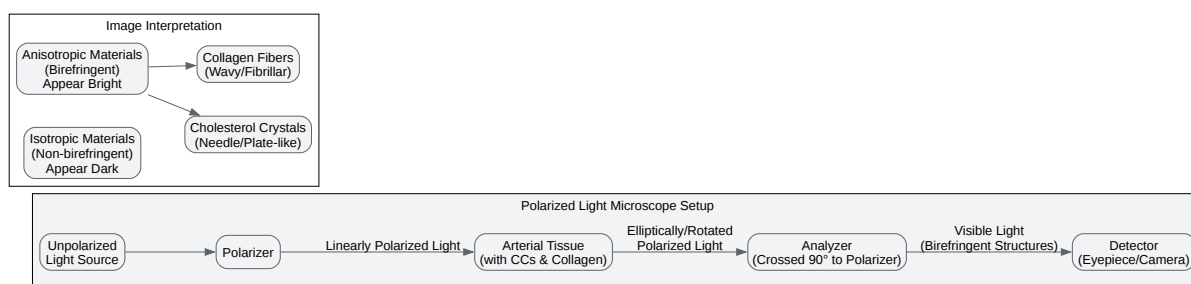 Image Interpretation
Anisotropic Materials
(Birefringent)
Appear Bright
Collagen Fibers
(Wavy/Fibrillar)
Cholesterol Crystals
(Needle/Plate-like)
Isotropic Materials
(Non-birefringent)
Appear Dark
Polarized Light Microscope Setup
Unpolarized
Light Source
Polarizer
Linearly Polarized Light
Arterial Tissue
(with CCs & Collagen)
Elliptically/Rotated
Polarized Light
Analyzer
(Crossed 90° to Polarizer)
Visible Light
(Birefringent Structures)
Detector
(Eyepiece/Camera)